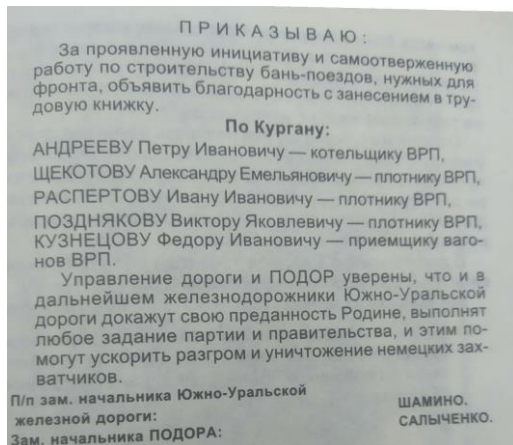 ПРИКАЗЫВАЮ:
За проявленную инициативу и самоотверженную
работу по строительству бань-поездов, нужных для
фронта, объявить благодарность с занесением в тру-
довую книжку.
По Кургану:
АНДРЕЕВУ Петру Ивановичу — котельщику ВРП,
ЩЕКОТОВУ Александру Емельяновичу — плотнику ВРП,
РАСПЕРТОВУ Ивану Ивановичу — плотнику ВРП,
ПОЗДНЯКОВУ Виктору Яковлевичу — плотнику ВРП,
КУЗНЕЦОВУ Федору Ивановичу — приемщику ваго-
нов ВРП.
Управление дороги и ПОДОР уверены, что и в
дальнейшем железнодорожники Южно-Уральской
дороги докажут свою преданность Родине, выполнят
любое задание партии и правительства, и этим по-
могут ускорить разгром и уничтожение немецких зах-
ватчиков.
П/п зам. начальника Южно-Уральской
железной дороги: ШАМИНО.
Зам. начальника ПОДОРА: САЛЫЧЕНКО.